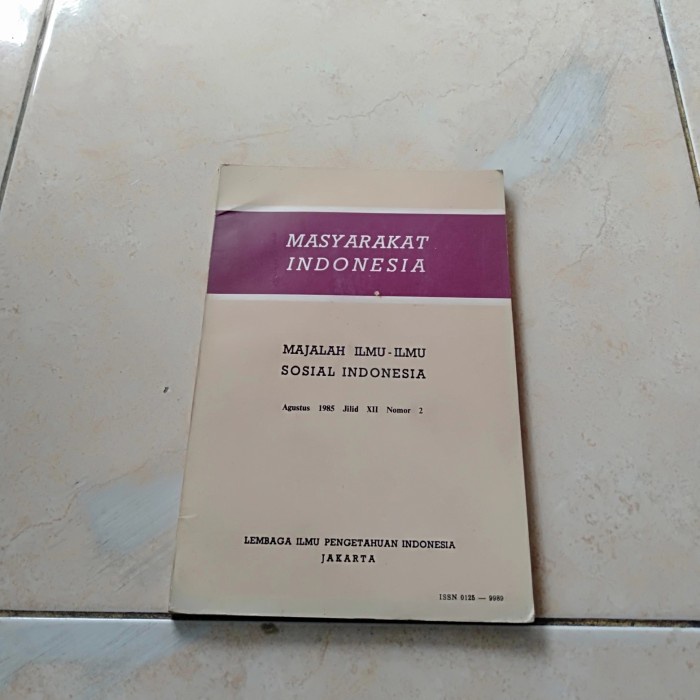 MASYARAKAT
INDONESIA
MAJALAH ILMU-ILMU
SOSIAL INDONESIA
Agustus 1985 Jilid XII Nomor 2
LEMBAGA ILMU PENGETAHUAN INDONESIA
JAKARTA
ISSN 0125 — 9989